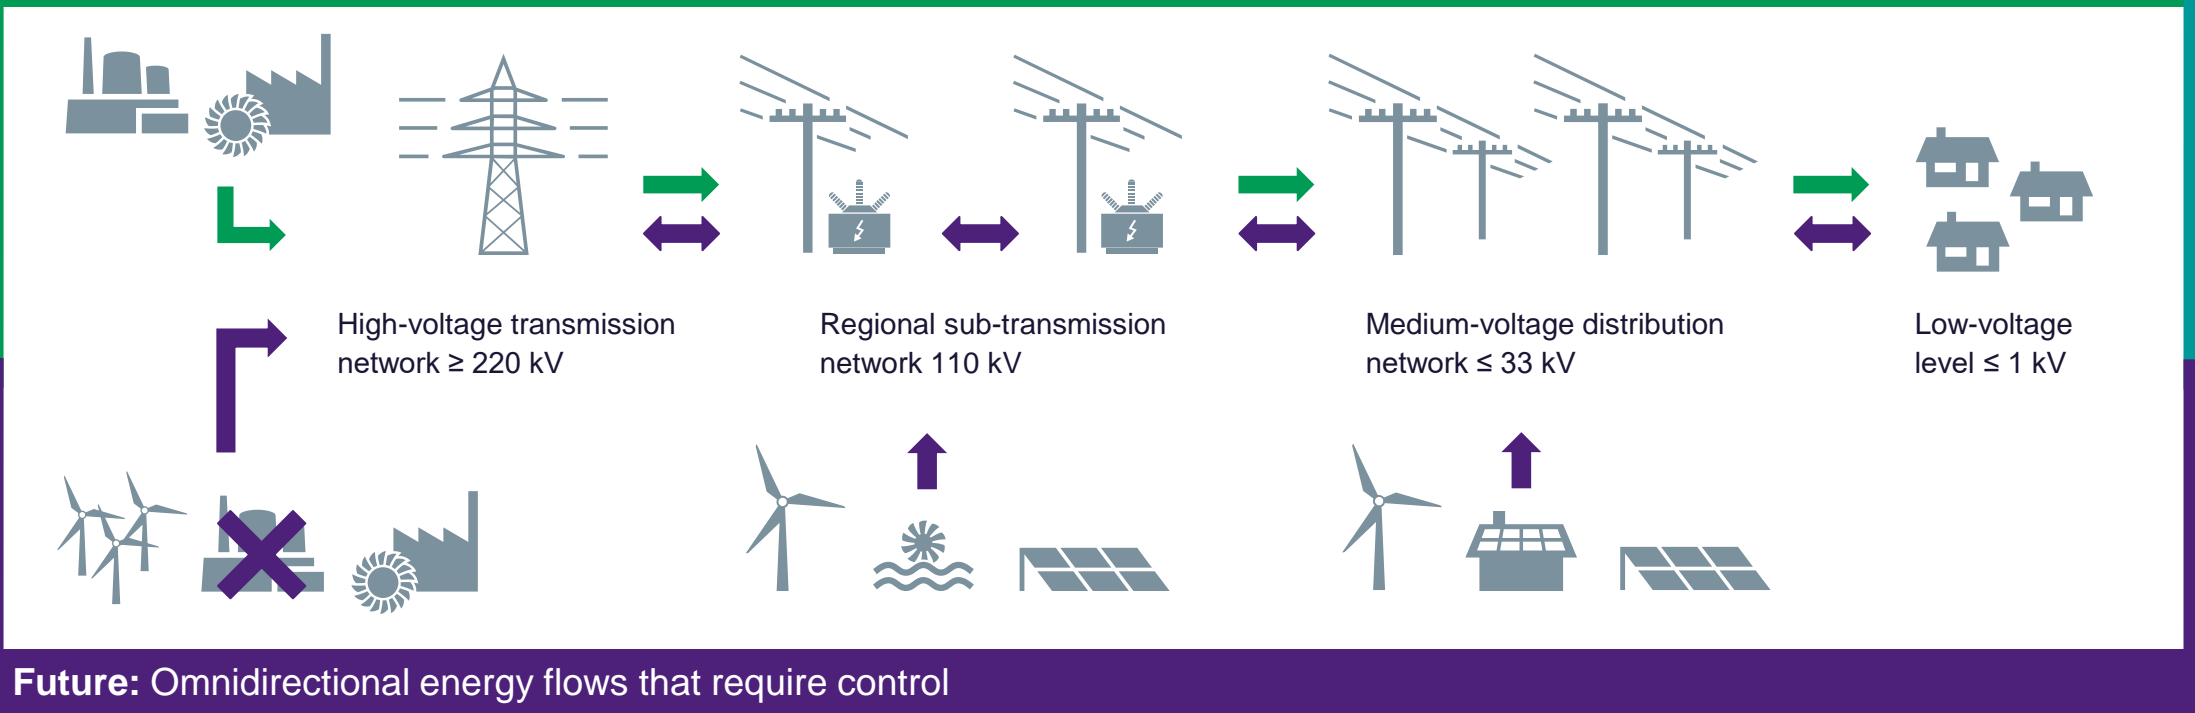 High-voltage transmission
network ≥ 220 kV
Regional sub-transmission
network 110 kV
Medium-voltage distribution
network ≤ 33 kV
Low-voltage
level ≤ 1 kV
Future: Omnidirectional energy flows that require control